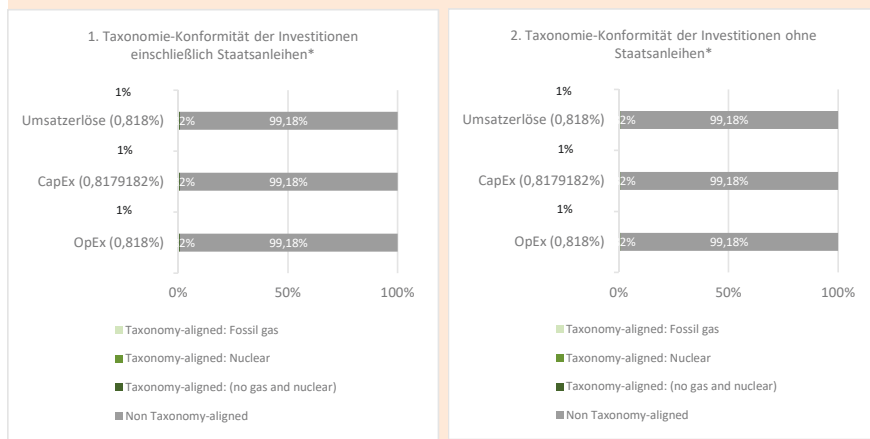 1. Taxonomie-Konformität der Investitionen
einschließlich Staatsanleihen*
1%
Umsatzerlöse (0,818%)
2%
99,18%
1%
CapEx (0,8179182%)
2%
99,18%
1%
OpEx (0,818%)
2%
99,18%
0%
50%
100%
Taxonomy-aligned: Fossil gas
Taxonomy-aligned: Nuclear
Taxonomy-aligned: (no gas and nuclear)
Non Taxonomy-aligned
2. Taxonomie-Konformität der Investitionen ohne
Staatsanleihen*
1%
Umsatzerlöse (0,818%)
2%
99,18%
1%
CapEx (0,8179182%)
2%
99,18%
1%
OpEx (0,818%)
2%
99,18%
0%
50%
100%
Taxonomy-aligned: Fossil gas
Taxonomy-aligned: Nuclear
Taxonomy-aligned: (no gas and nuclear)
Non Taxonomy-aligned